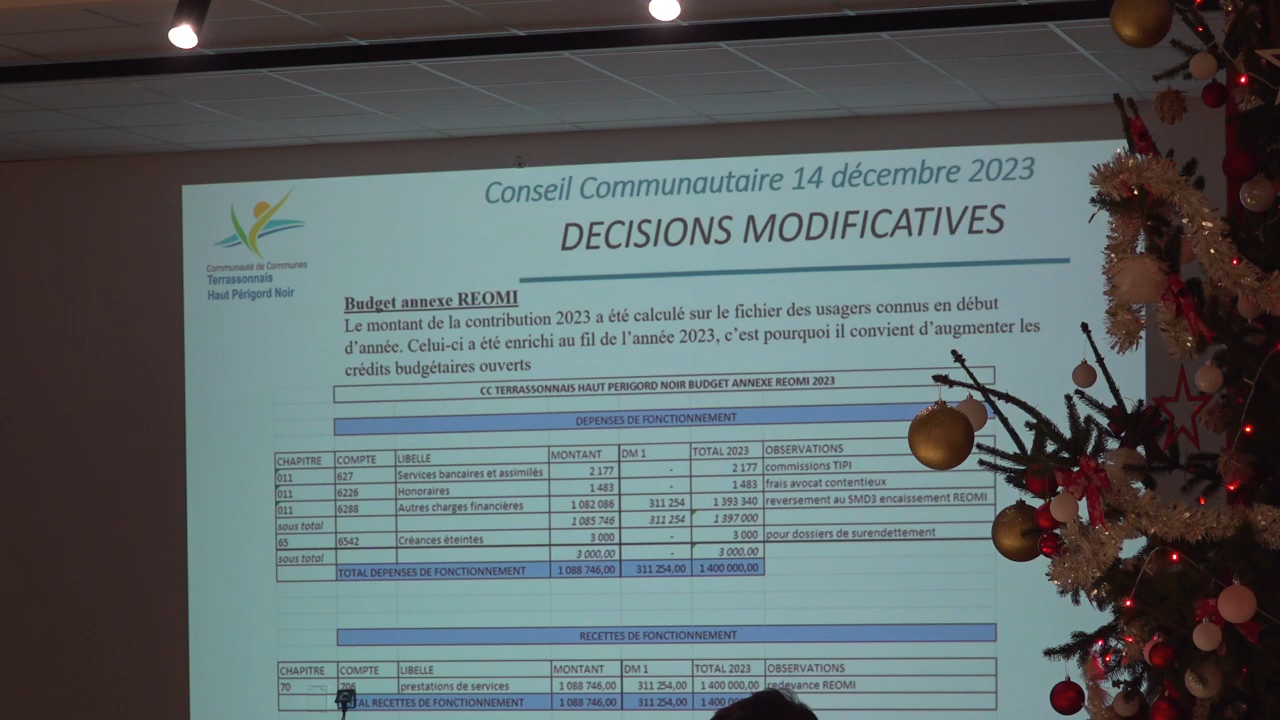 Conseil Communautaire 14 décembre 2023
DECISIONS MODIFICATIVES
Communauté de Communes
Terrassonnais
Haut Périgord Noir
Budget annexe REOMI
Le montant de la contribution 2023 a été calculé sur le fichier des usagers connus en début
d'année. Celui-ci a été enrichi au fil de l'année 2023, c'est pourquoi il convient d'augmenter les
crédits budgétaires ouverts
CC TERRASSONNAIS HAUT PERIGORD NOIR BUDGET ANNEXE REOMI 2023
DEPENSES DE FONCTIONNEMENT
CHAPITRE COMPTE LIBELLE MONTANT DM 1 TOTAL 2023 OBSERVATIONS
011 627 Services bancaires et assimilés 2 177 - 2 177 commissions TIPI
011 6226 Honoraires 1 483 - 1 483 frais avocat contentieux
011 6288 Autres charges financières 1 082 086 311 254 1 393 340 reversement au SMD3 encaissement REOMI
sous total 1 085 746 311 254 1 397 000
65 6542 Créances éteintes 3 000 - 3 000 pour dossiers de surendettement
sous total 3 000,00 - 3 000,00
TOTAL DEPENSES DE FONCTIONNEMENT 1 088 746,00 311 254,00 1 400 000,00
RECETTES DE FONCTIONNEMENT
CHAPITRE COMPTE LIBELLE MONTANT DM 1 TOTAL 2023 OBSERVATIONS
70 prestations de services 1 088 746,00 311 254,00 1 400 000,00 redevance REOMI
RECETTES DE FONCTIONNEMENT 1 088 746,00 311 254,00 1 400